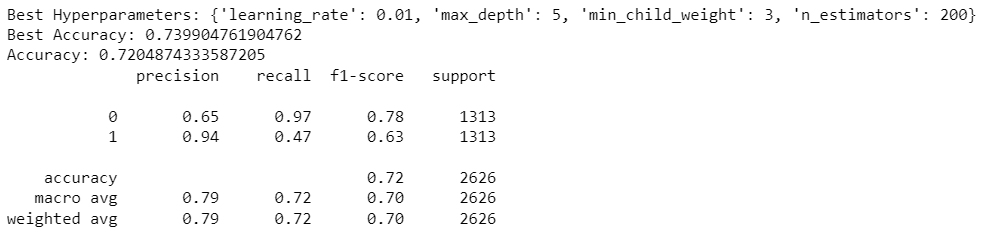 Best Hyperparameters: {'learning_rate': 0.01, 'max_depth': 5, 'min_child_weight': 3, 'n_estimators': 200}
Best Accuracy: 0.739904761904762
Accuracy: 0.7204874333587205
precision recall f1-score support
0 0.65 0.97 0.78 1313
1 0.94 0.47 0.63 1313
accuracy 0.72 2626
macro avg 0.79 0.72 0.70 2626
weighted avg 0.79 0.72 0.70 2626